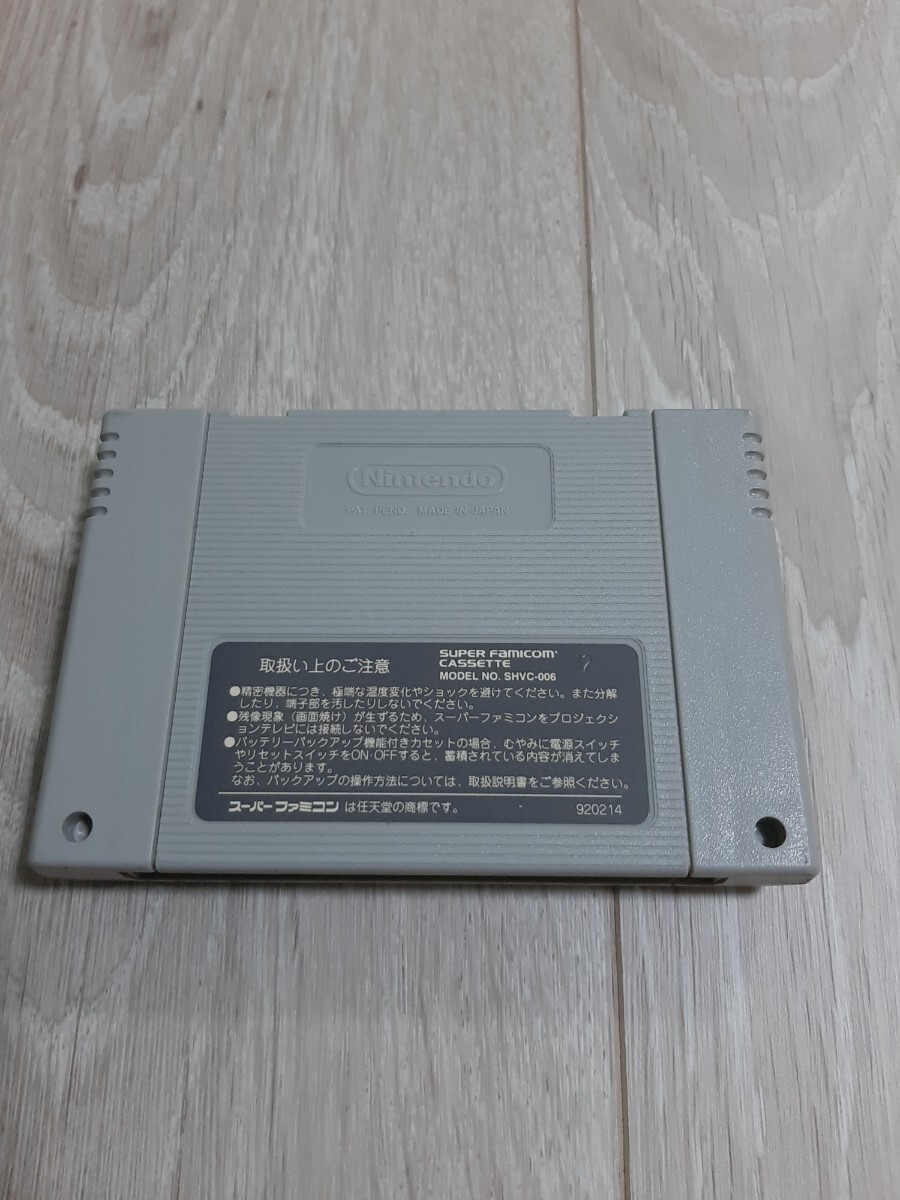 Nintendo
PAT. PEND. MADE IN JAPAN
取扱い上のご注意
SUPER FAMICOM
CASSETTE
MODEL NO. SHVC-006
●精密機器につき、極端な温度変化やショックを避けてください。また分解
したり、端子部を汚したりしないでください。
●残像現象（画面焼け）が生ずるため、スーパーファミコンをプロジェクシ
ョンテレビには接続しないでください。
●バッテリーバックアップ機能付きカセットの場合、むやみに電源スイッチ
やリセットスイッチをON・OFFすると、蓄積されている内容が消えてしま
うことがあります。
なお、バックアップの操作方法については、取扱説明書をご参照ください。
スーパーファミコン は任天堂の商標です。
920214